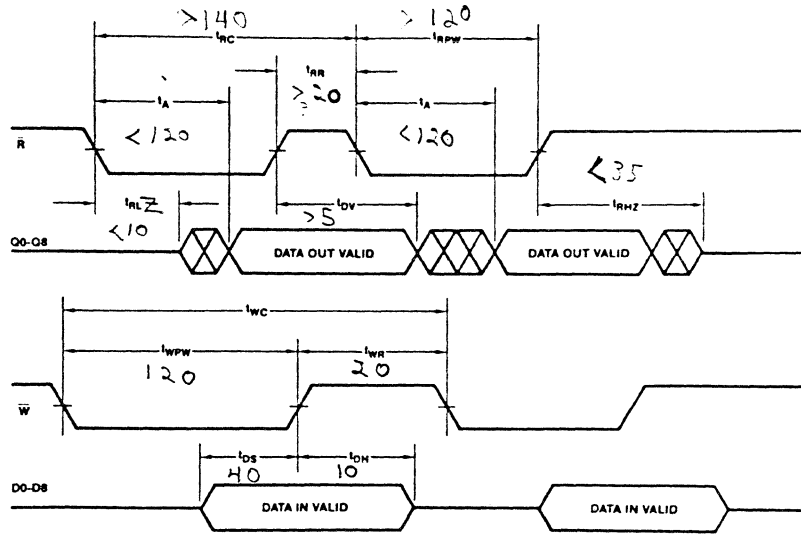 >140 >120
tRC tRPW
tRR
>20
tA tA
R <120 <120
<35
tRLZ tDV tRHZ
<10 >5
Q0-Q8 DATA OUT VALID DATA OUT VALID
tWC
tWPW tWR
120 20
W
tDS tDH
40 10
D0-D8 DATA IN VALID DATA IN VALID